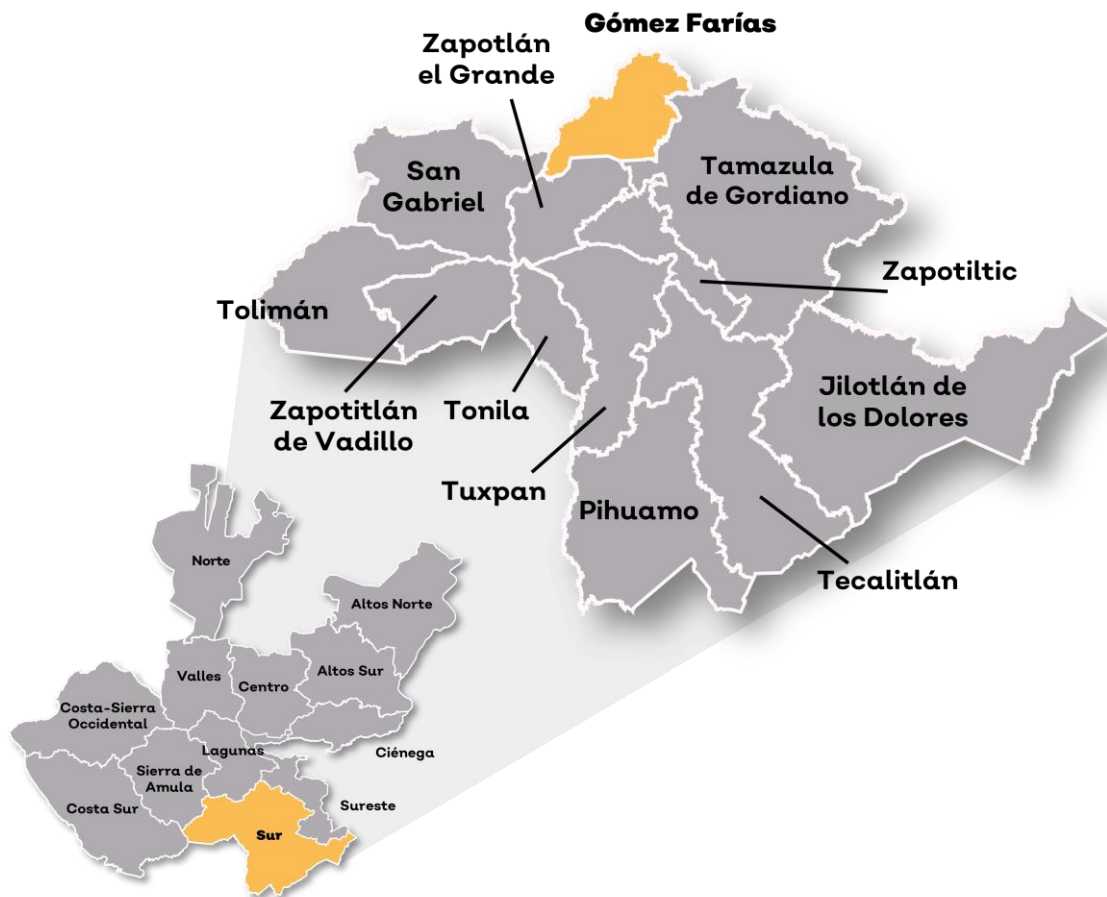 Gómez Farías
Zapotlán
el Grande
San
Gabriel
Tamazula
de Gordiano
Zapotiltic
Tolimán
Jilotlán de
los Dolores
Zapotitlán
de Vadillo
Tonila
Tuxpan
Pihuamo
Tecalitlán
Norte
Altos Norte
Valles
Centro
Altos Sur
Costa-Sierra
Occidental
Lagunas
Ciénega
Sierra de
Amula
Costa Sur
Sureste
Sur